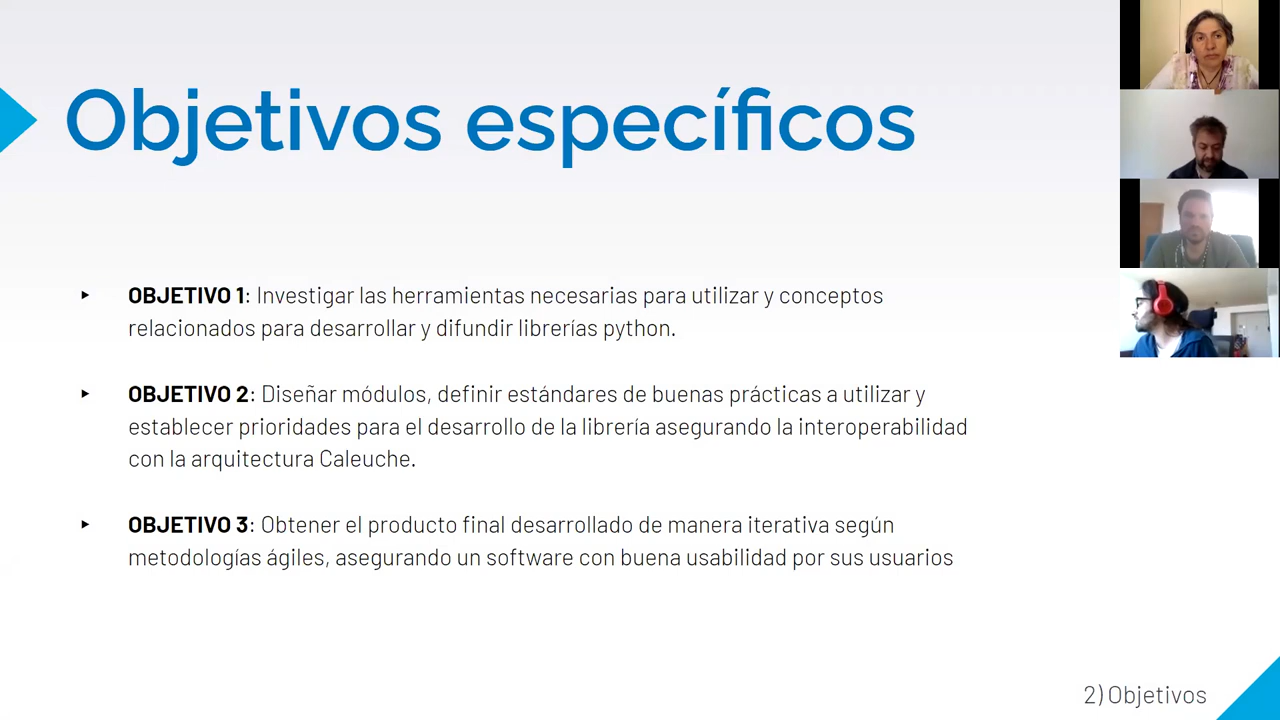 Objetivos específicos
▸ OBJETIVO 1: Investigar las herramientas necesarias para utilizar y conceptos
relacionados para desarrollar y difundir librerías python.
▸ OBJETIVO 2: Diseñar módulos, definir estándares de buenas prácticas a utilizar y
establecer prioridades para el desarrollo de la librería asegurando la interoperabilidad
con la arquitectura Caleuche.
▸ OBJETIVO 3: Obtener el producto final desarrollado de manera iterativa según
metodologías ágiles, asegurando un software con buena usabilidad por sus usuarios
2) Objetivos